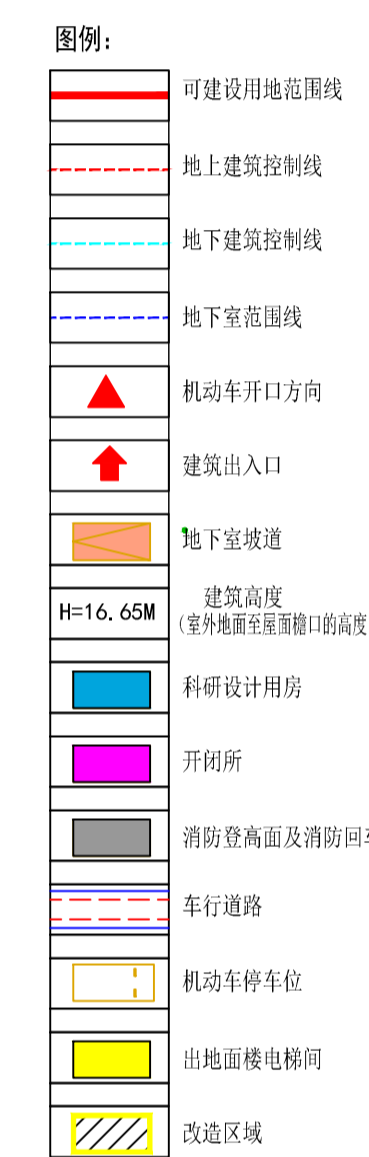 图例：
可建设用地范围线
地上建筑控制线
地下建筑控制线
地下室范围线
机动车开口方向
建筑出入口
地下室坡道
H=16.65M
建筑高度
（室外地面至屋面檐口的高度
科研设计用房
开闭所
消防登高面及消防回
车行道路
机动车停车位
出地面楼电梯间
改造区域